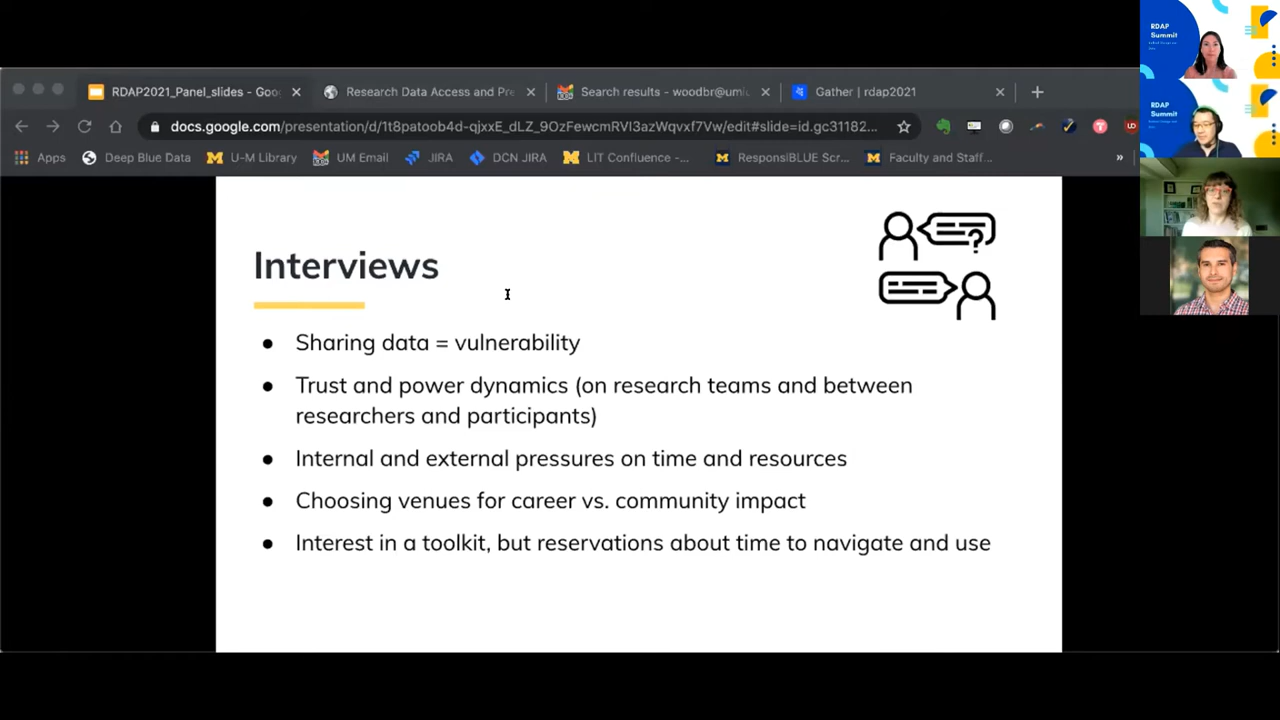 RDAP
Summit
RDAP2021_Panel_slides - Goo
Research Data Access and Pre
Search results - woodbr@umi
Gather | rdap2021
RDAP
Summit
docs.google.com/presentation/d/1t8patoob4d-qjxxE_dLZ_9OzFewcmRVI3azWqvxf7Vw/edit#slide=id.gc31182...
Apps
Deep Blue Data
U-M Library
UM Email
JIRA
DCN JIRA
LIT Confluence -...
ResponsiBLUE Scr...
Faculty and Staff...
»
Interviews
?
● Sharing data = vulnerability
● Trust and power dynamics (on research teams and between
researchers and participants)
● Internal and external pressures on time and resources
● Choosing venues for career vs. community impact
● Interest in a toolkit, but reservations about time to navigate and use